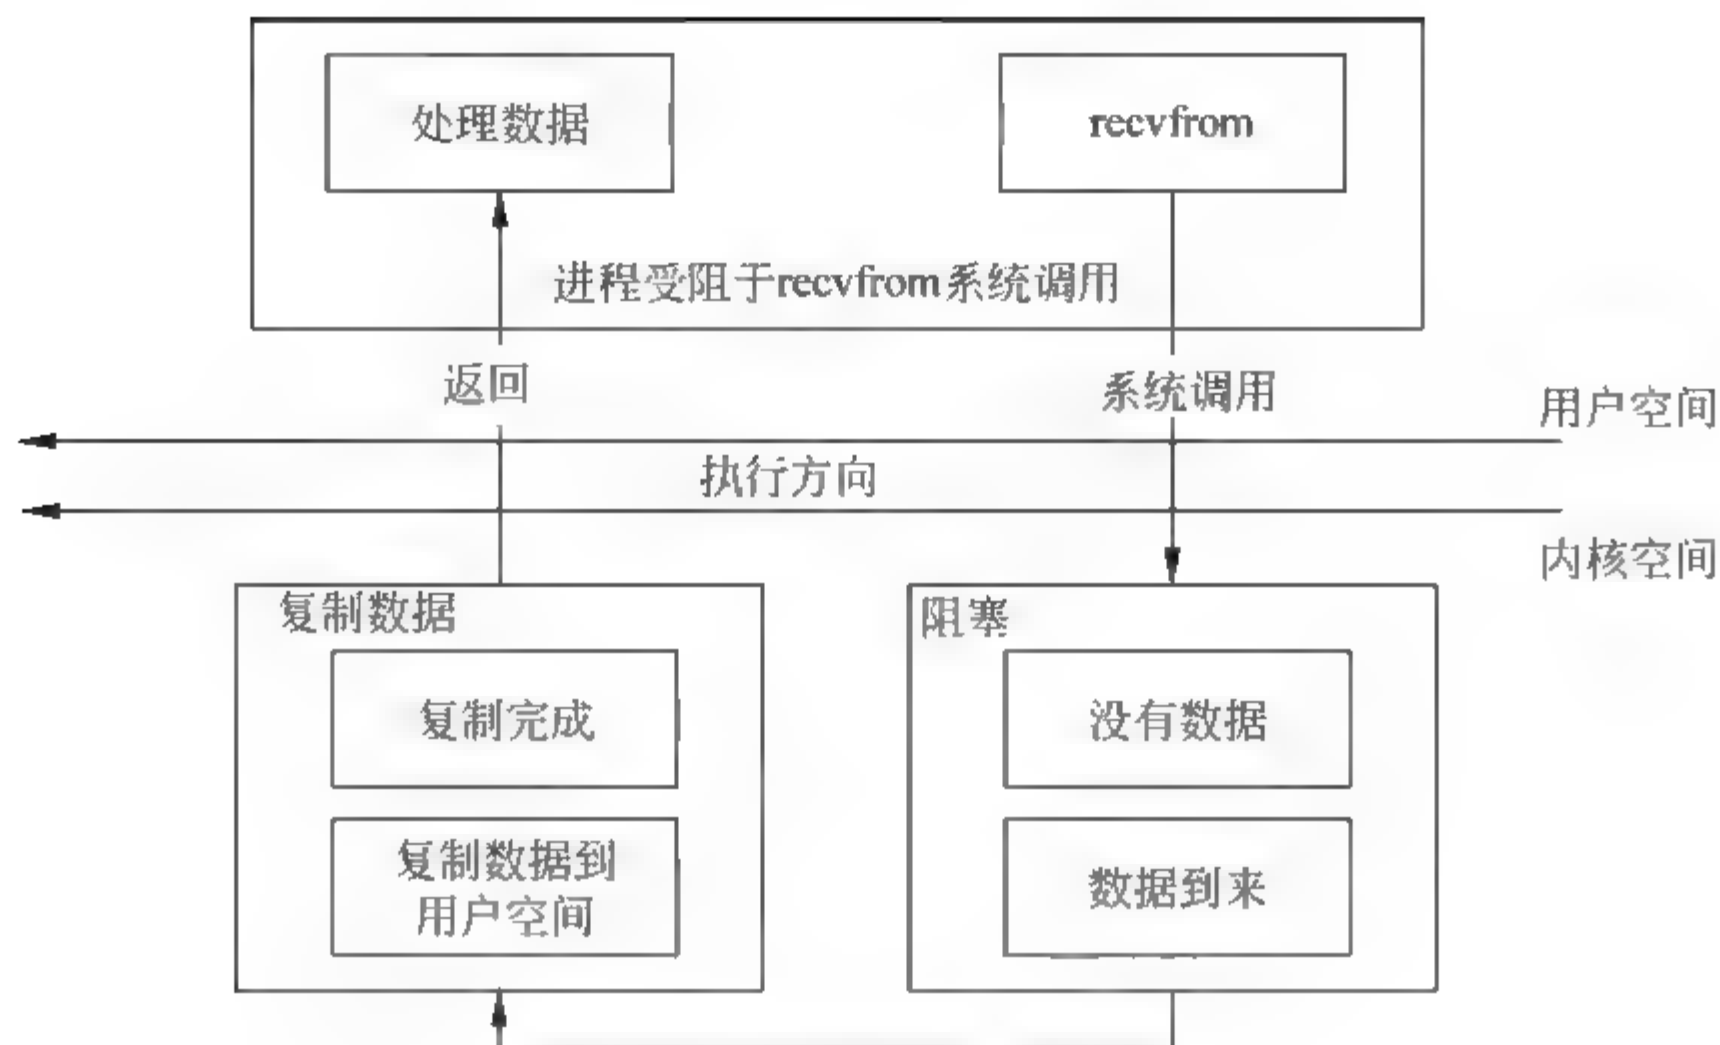 处理数据
recvfrom
进程受阻于recvfrom系统调用
返回
系统调用
用户空间
执行方向
内核空间
复制数据
阻塞
复制完成
没有数据
复制数据到
用户空间
数据到来